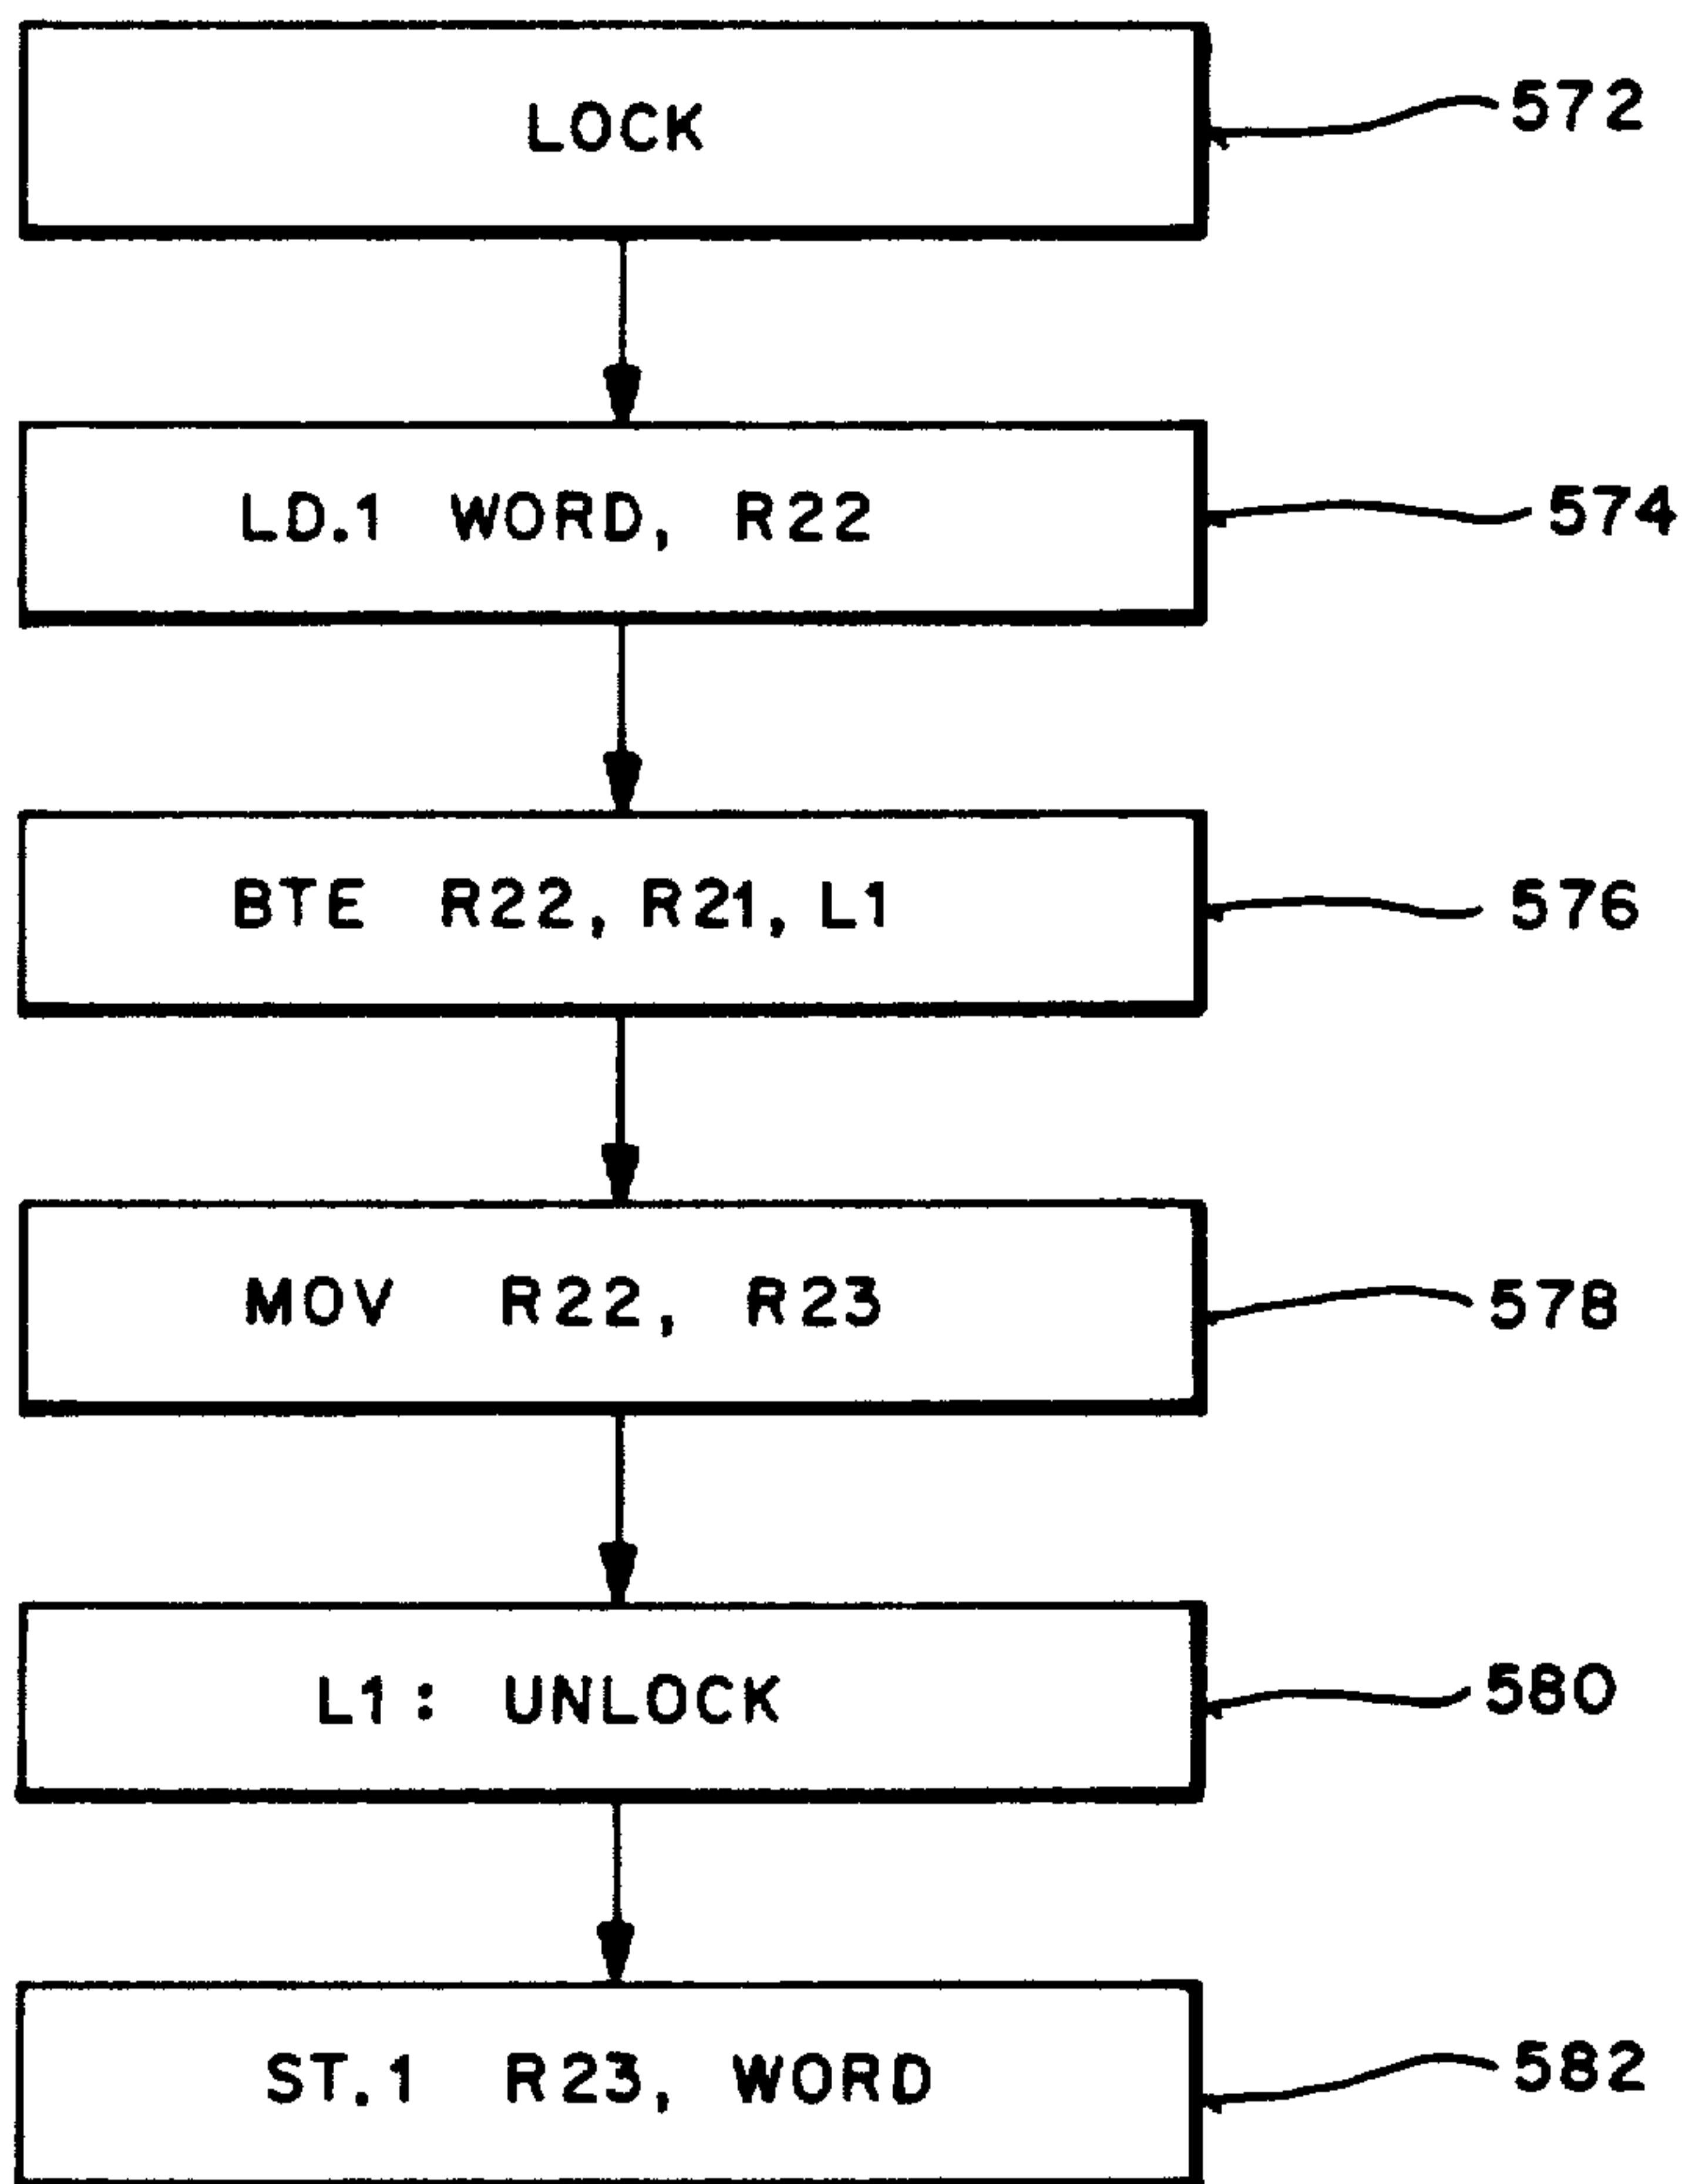 LOCK 572
LD.1 WORD, R22 574
BTE R22, R21, L1 576
MOV R22, R23 578
L1: UNLOCK 580
ST.1 R23, WORD 582